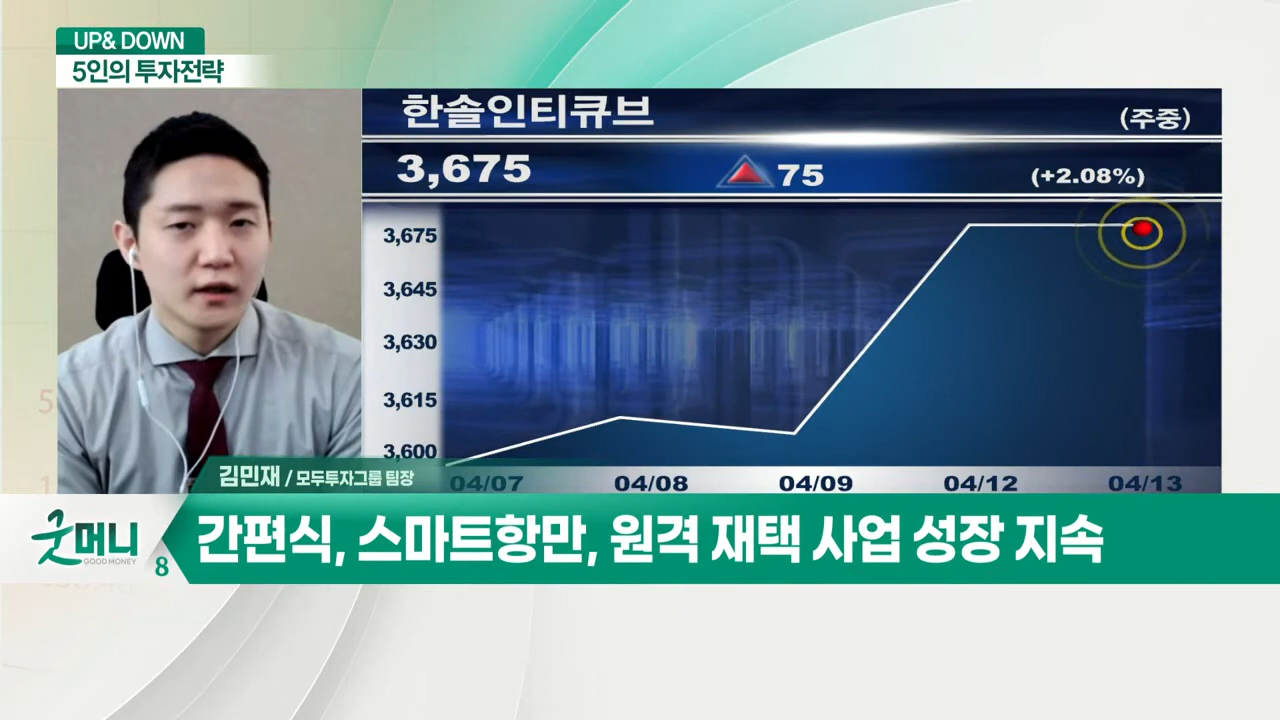 UP& DOWN
5인의 투자전략
한솔인티큐브
(주중)
3,675
75
(+2.08%)
3,675
3,645
3,630
3,615
3,600
04/07
04/08
04/09
04/12
04/13
김민재 / 모두투자그룹 팀장
굿머니
GOOD MONEY
8
간편식, 스마트항만, 원격 재택 사업 성장 지속